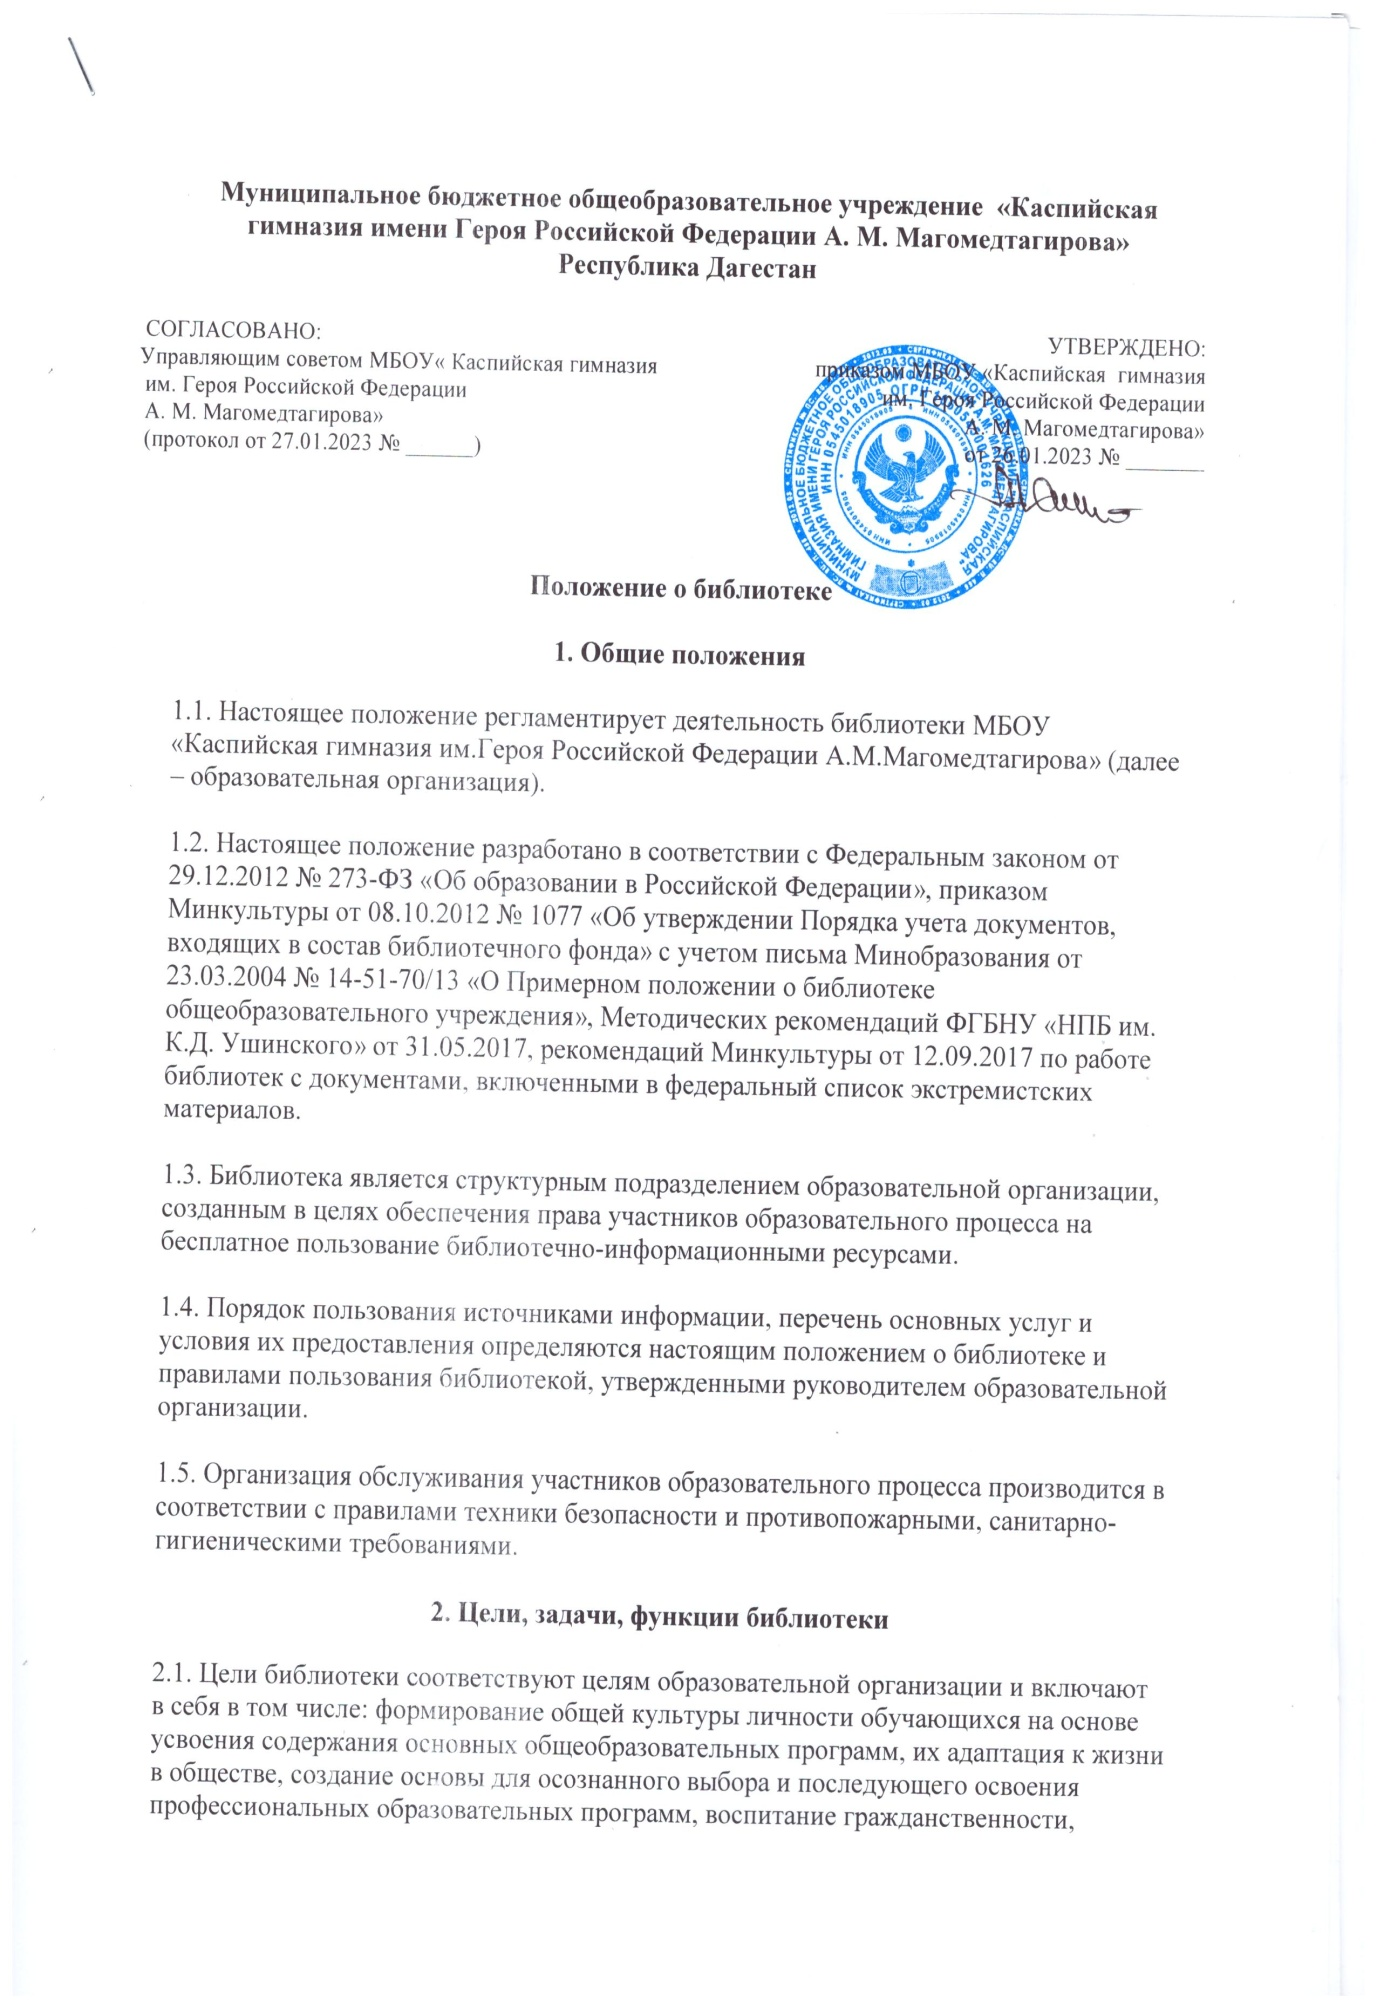 Муниципальное бюджетное общеобразовательное учреждение «Каспийская
гимназия имени Героя Российской Федерации А. М. Магомедтагирова»
Республика Дагестан
СОГЛАСОВАНО:
Управляющим советом МБОУ« Каспийская гимназия
им. Героя Российской Федерации
А. М. Магомедтагирова»
(протокол от 27.01.2023 № ______)
УТВЕРЖДЕНО:
приказом МБОУ «Каспийская гимназия
им. Героя Российской Федерации
А. М. Магомедтагирова»
от 26.01.2023 № _______
Положение о библиотеке
1. Общие положения
1.1. Настоящее положение регламентирует деятельность библиотеки МБОУ
«Каспийская гимназия им.Героя Российской Федерации А.М.Магомедтагирова» (далее
– образовательная организация).
1.2. Настоящее положение разработано в соответствии с Федеральным законом от
29.12.2012 № 273-ФЗ «Об образовании в Российской Федерации», приказом
Минкультуры от 08.10.2012 № 1077 «Об утверждении Порядка учета документов,
входящих в состав библиотечного фонда» с учетом письма Минобразования от
23.03.2004 № 14-51-70/13 «О Примерном положении о библиотеке
общеобразовательного учреждения», Методических рекомендаций ФГБНУ «НПБ им.
К.Д. Ушинского» от 31.05.2017, рекомендаций Минкультуры от 12.09.2017 по работе
библиотек с документами, включенными в федеральный список экстремистских
материалов.
1.3. Библиотека является структурным подразделением образовательной организации,
созданным в целях обеспечения права участников образовательного процесса на
бесплатное пользование библиотечно-информационными ресурсами.
1.4. Порядок пользования источниками информации, перечень основных услуг и
условия их предоставления определяются настоящим положением о библиотеке и
правилами пользования библиотекой, утвержденными руководителем образовательной
организации.
1.5. Организация обслуживания участников образовательного процесса производится в
соответствии с правилами техники безопасности и противопожарными, санитарно-
гигиеническими требованиями.
2. Цели, задачи, функции библиотеки
2.1. Цели библиотеки соответствуют целям образовательной организации и включают
в себя в том числе: формирование общей культуры личности обучающихся на основе
усвоения содержания основных общеобразовательных программ, их адаптация к жизни
в обществе, создание основы для осознанного выбора и последующего освоения
профессиональных образовательных программ, воспитание гражданственности,